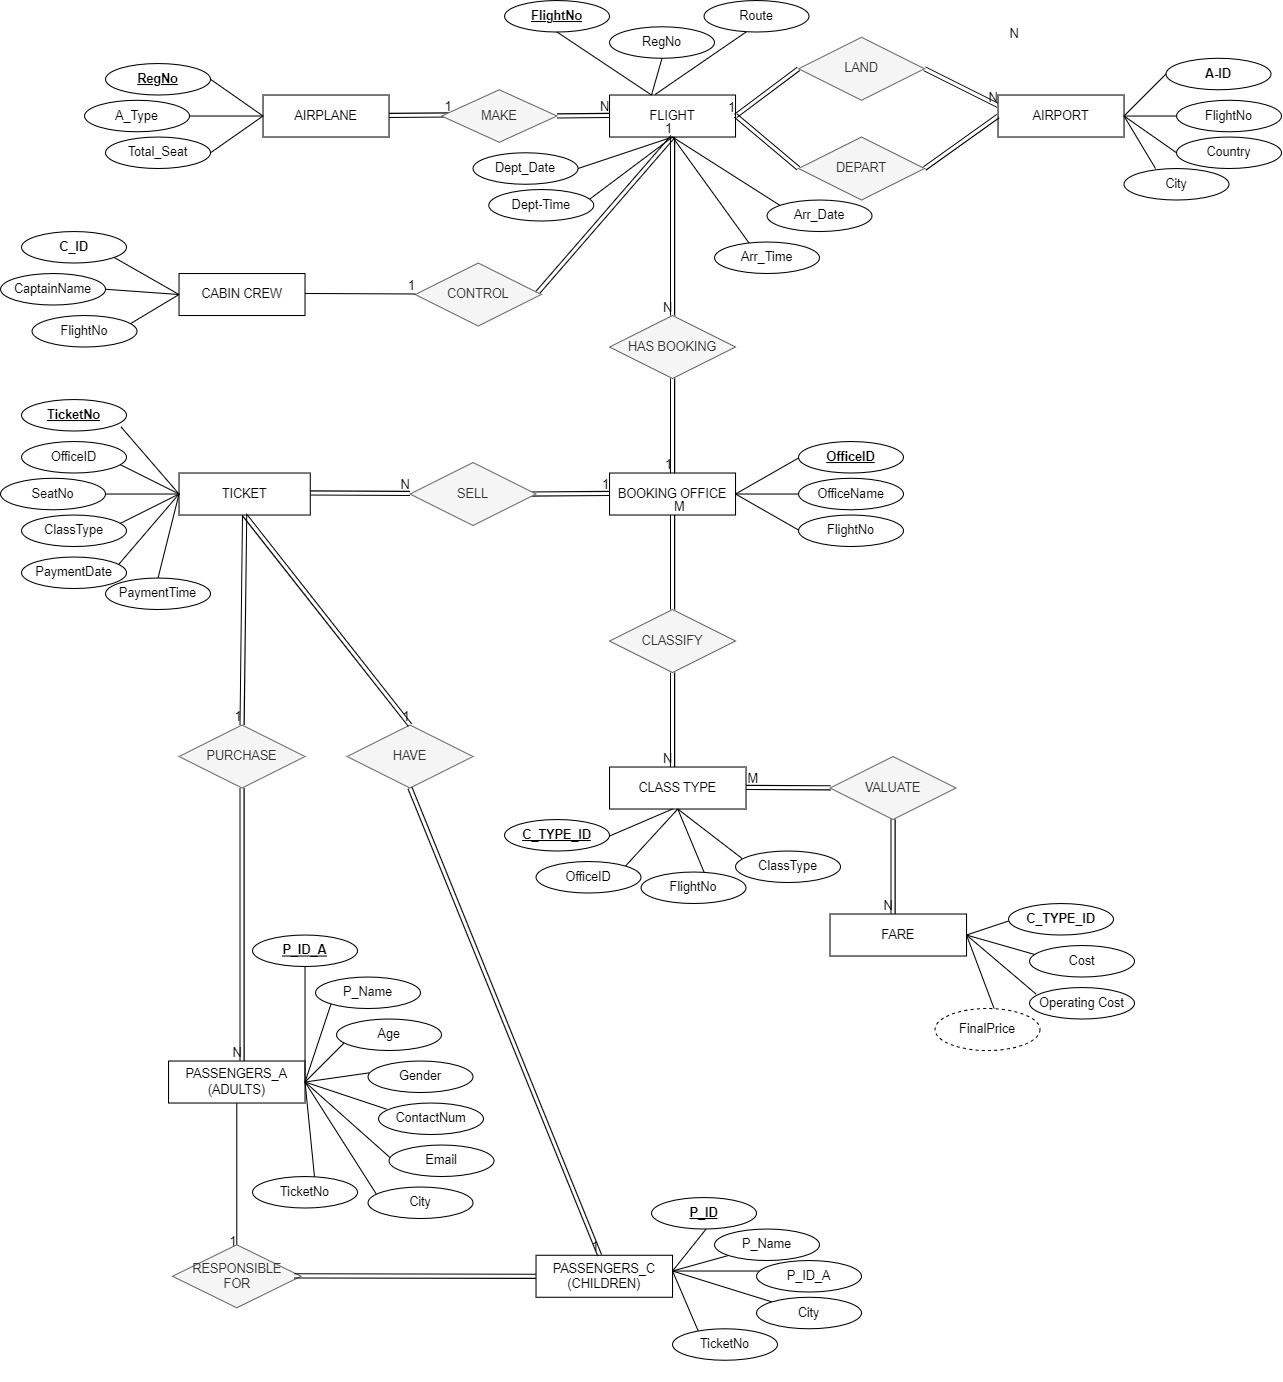 FlightNo
Route
RegNo
N
LAND
RegNo
A_Type
Total_Seat
AIRPLANE
1
MAKE
N
FLIGHT
1
1
N
AIRPORT
A-ID
FlightNo
Country
City
DEPART
Dept_Date
Dept-Time
Arr_Date
Arr_Time
C_ID
CaptainName
FlightNo
CABIN CREW
1
CONTROL
N
HAS BOOKING
1
TicketNo
OfficeID
SeatNo
ClassType
PaymentDate
PaymentTime
TICKET
N
SELL
1
BOOKING OFFICE
M
OfficeID
OfficeName
FlightNo
CLASSIFY
1
PURCHASE
1
HAVE
N
CLASS TYPE
M
VALUATE
C_TYPE_ID
OfficeID
FlightNo
ClassType
N
FARE
C_TYPE_ID
Cost
Operating Cost
FinalPrice
P_ID_A
P_Name
Age
Gender
ContactNum
Email
City
TicketNo
N
PASSENGERS_A
(ADULTS)
1
RESPONSIBLE
FOR
1
PASSENGERS_C
(CHILDREN)
P_ID
P_Name
P_ID_A
City
TicketNo